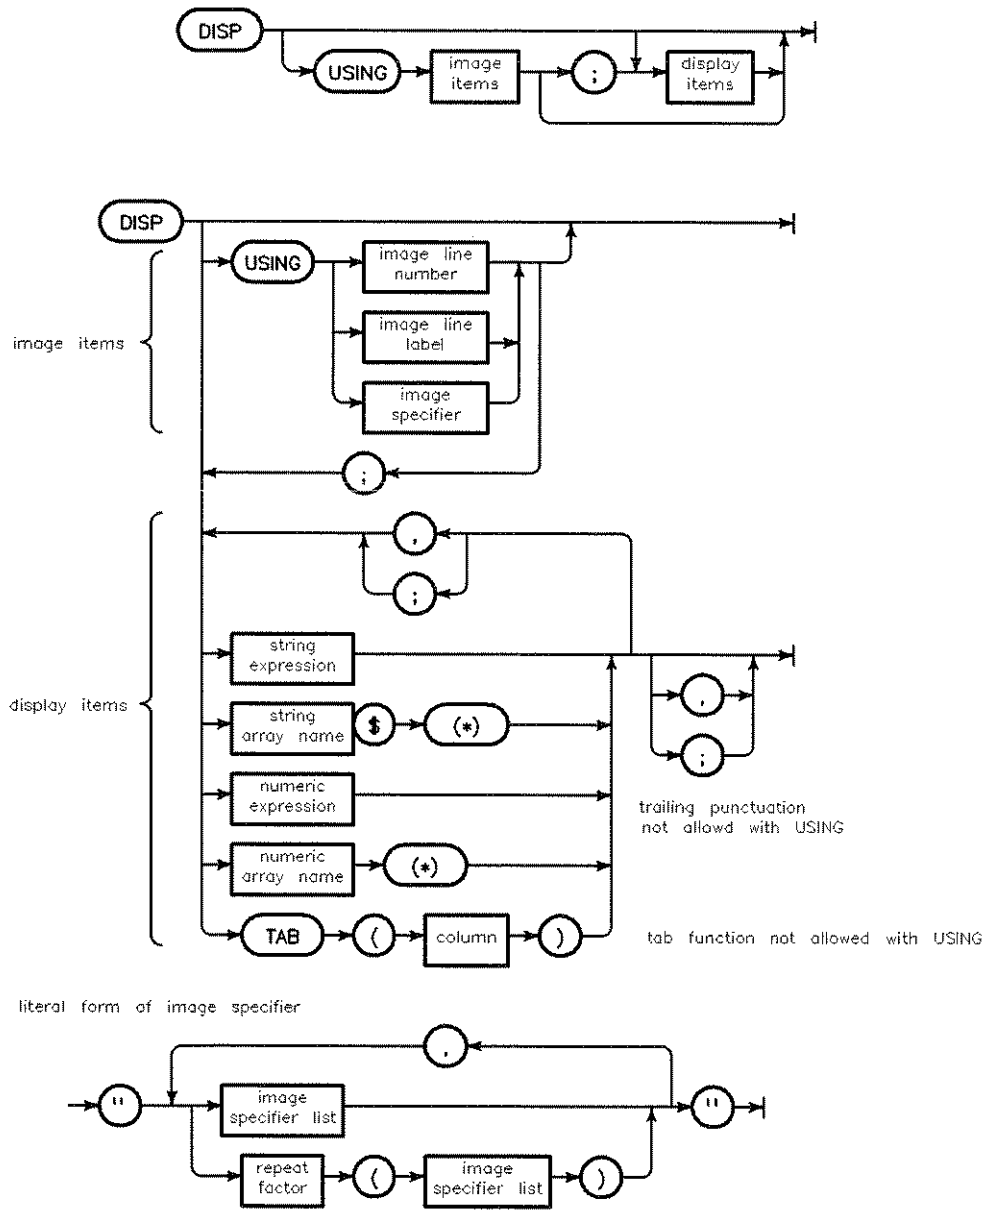 DISP
USING
image
items
;
display
items
DISP
USING
image line
number
image line
label
image
specifier
image items
;
,
;
string
expression
,
display items
string
array name
$
(*)
;
numeric
expression
trailing punctuation
not allowd with USING
numeric
array name
(*)
TAB
(
column
)
tab function not allowed with USING
literal form of image specifier
,
"
image
specifier list
"
repeat
factor
(
image
specifier list
)